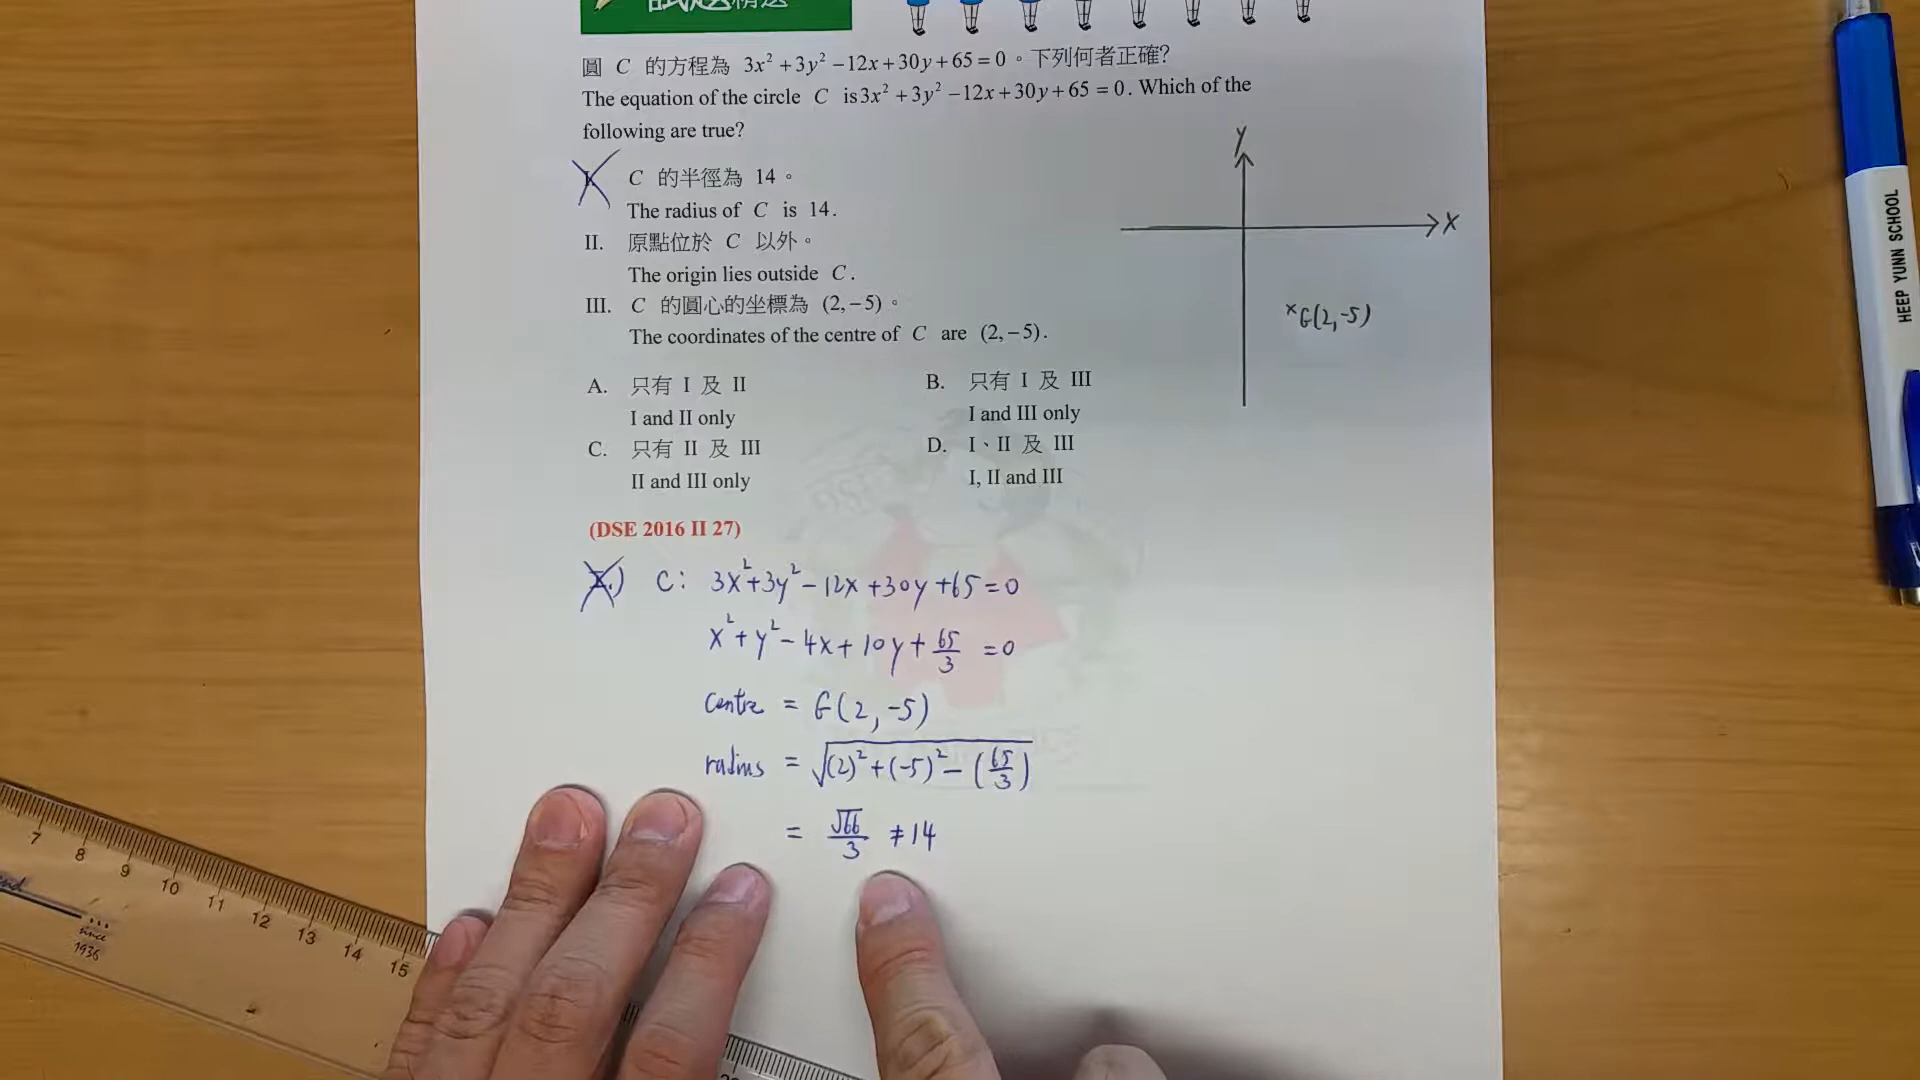 試題精選
圓 C 的方程為 3x² + 3y² − 12x + 30y + 65 = 0。下列何者正確?
The equation of the circle C is 3x² + 3y² − 12x + 30y + 65 = 0. Which of the
following are true?
I. C 的半徑為 14。
The radius of C is 14.
II. 原點位於 C 以外。
The origin lies outside C.
III. C 的圓心的坐標為 (2, −5)。
The coordinates of the centre of C are (2, −5).
A. 只有 I 及 II
I and II only
B. 只有 I 及 III
I and III only
C. 只有 II 及 III
II and III only
D. I、II 及 III
I, II and III
(DSE 2016 II 27)
y
x
G(2, -5)
I.) C: 3x²+3y²-12x+30y+65=0
x²+y²-4x+10y+65/3=0
centre = G(2, -5)
radius = √((2)²+(-5)²-(65/3))
= √66/3 ≠ 14
HEEP YUNN SCHOOL
7 8 9 10 11 12 13 14 15
since
1936